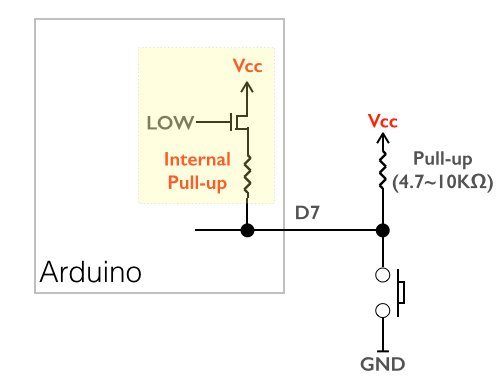 Vcc
LOW
Internal
Pull-up
Vcc
Pull-up
(4.7~10KΩ)
D7
Arduino
GND